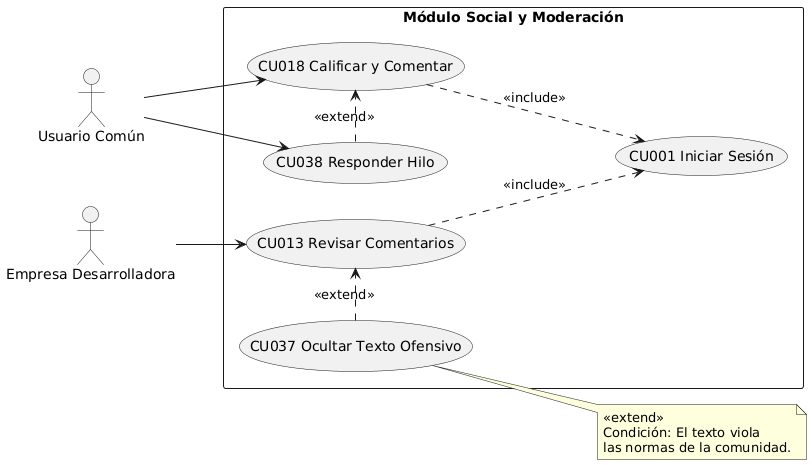 Módulo Social y Moderación
CU018 Calificar y Comentar
«include»
«extend»
Usuario Común
CU038 Responder Hilo
CU001 Iniciar Sesión
«include»
CU013 Revisar Comentarios
Empresa Desarrolladora
«extend»
CU037 Ocultar Texto Ofensivo
«extend»
Condición: El texto viola
las normas de la comunidad.